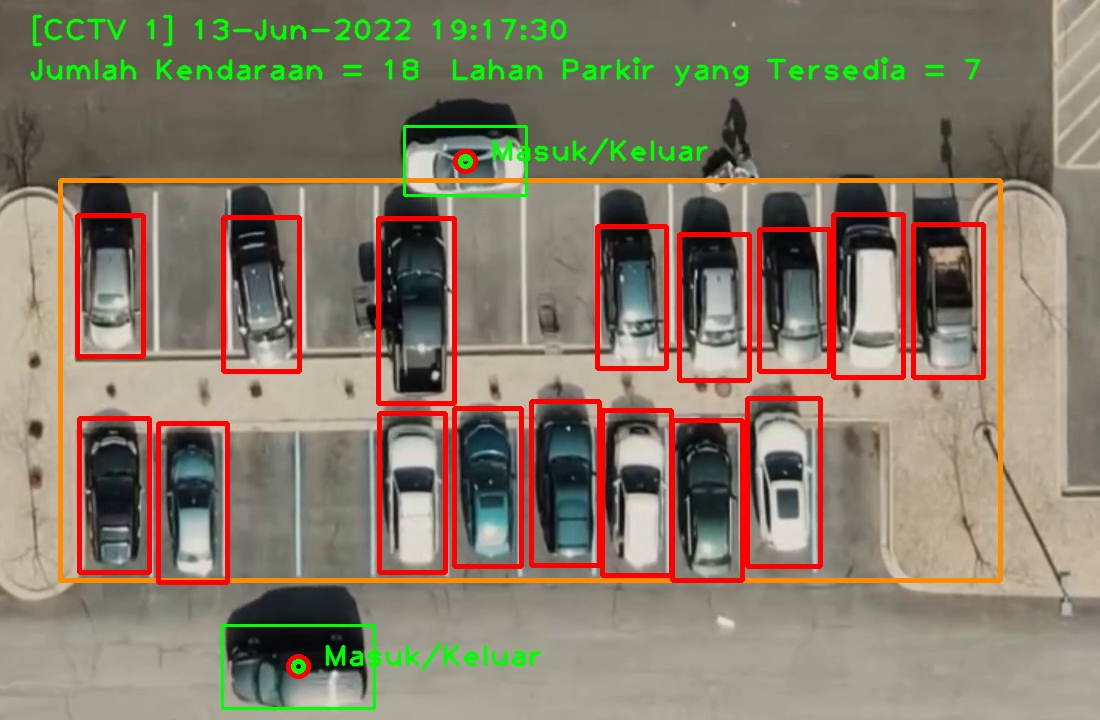 [CCTV 1] 13-Jun-2022 19:17:30
Jumlah Kendaraan = 18 Lahan Parkir yang Tersedia = 7
Masuk/Keluar
Masuk/Keluar